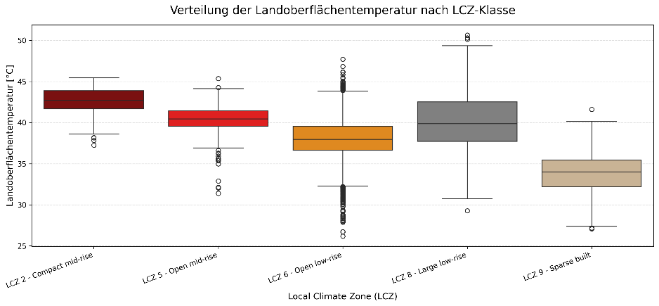 Verteilung der Landoberflächentemperatur nach LCZ-Klasse
Landoberflächentemperatur [°C]
50
45
40
35
30
25
LCZ 2 - Compact mid-rise
LCZ 5 - Open mid-rise
LCZ 6 - Open low-rise
LCZ 8 - Large low-rise
LCZ 9 - Sparse built
Local Climate Zone (LCZ)